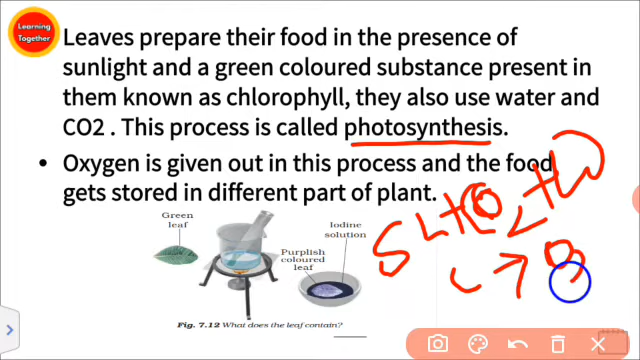 Learning
Together
Leaves prepare their food in the presence of
sunlight and a green coloured substance present in
them known as chlorophyll, they also use water and
CO2 . This process is called photosynthesis.
• Oxygen is given out in this process and the food
gets stored in different part of plant.
Green
leaf
Iodine
solution
Purplish
coloured
leaf
Fig. 7.12 What does the leaf contain?